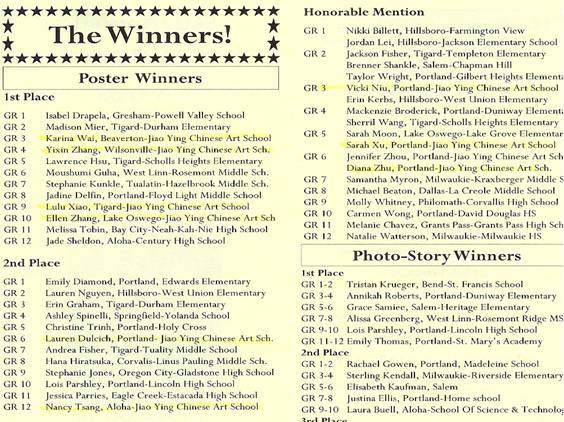 The Winners!
Poster Winners
1st Place
GR 1 Isabel Drapela, Gresham-Powell Valley School
GR 2 Madison Mier, Tigard-Durham Elementary
GR 3 Karina Wai, Beaverton-Jiao Ying Chinese Art School
GR 4 Yixin Zhang, Wilsonville-Jiao Ying Chinese Art Sch.
GR 5 Lawrence Hsu, Tigard-Scholls Heights Elementary
GR 6 Moushumi Guha, West Linn-Rosemont Middle Sch.
GR 7 Stephanie Kunkle, Tualatin-Hazelbrook Middle Sch.
GR 8 Jadine Delfin, Portland-Floyd Light Middle School
GR 9 Lulu Xiao, Tigard-Jiao Ying Chinese Art School
GR 10 Ellen Zhang, Lake Oswego-Jiao Ying Chinese Art Sch
GR 11 Melissa Tobin, Bay City-Neah-Kah-Nie High School
GR 12 Jade Sheldon, Aloha-Century High School
2nd Place
GR 1 Emily Diamond, Portland, Edwards Elementary
GR 2 Lauren Nguyen, Hillsboro-West Union Elementary
GR 3 Erin Graham, Tigard-Durham Elementary
GR 4 Ashley Spinelli, Springfield-Yolanda School
GR 5 Christine Trinh, Portland-Holy Cross
GR 6 Lauren Dulcich, Portland- Jiao Ying Chinese Art Sch.
GR 7 Andrea Fisher, Tigard-Tuality Middle School
GR 8 Hana Hiratsuka, Corvalis-Linus Pauling Middle Sch.
GR 9 Stephanie Jones, Oregon City-Gladstone High School
GR 10 Lois Parshley, Portland-Lincoln High School
GR 11 Jessica Parries, Eagle Creek-Estacada High School
GR 12 Nancy Tsang, Aloha-Jiao Ying Chinese Art School
Honorable Mention
GR 1 Nikki Billett, Hillsboro-Farmington View
Jordan Lei, Hillsboro-Jackson Elementary School
GR 2 Jackson Fisher, Tigard-Templeton Elementary
Brenner Shankle, Salem-Chapman Hill
Taylor Wright, Portland-Gilbert Heights Elementa
GR 3 Vicki Niu, Portland-Jiao Ying Chinese Art School
Erin Kerbs, Hillsboro-West Union Elementary
GR 4 Mackenzie Broderick, Portland-Duniway Elementa
Sherril Wang, Tigard-Scholls Heights Elementary
GR 5 Sarah Moon, Lake Oswego-Lake Grove Elementar
Sarah Xu, Portland-Jiao Ying Chinese Art School
GR 6 Jennifer Zhou, Portland-Jiao Ying Chinese Art Sch
Diana Zhu, Portland-Jiao Ying Chinese Art Sch.
GR 7 Samantha Myron, Milwaukie-Kraxberger Middle S
GR 8 Michael Beaton, Dallas-La Creole Middle School
GR 9 Molly Whitney, Philomath-Corvallis High School
GR 10 Carmen Wong, Portland-David Douglas HS
GR 11 Melanie Chavez, Grants Pass-Grants Pass High Sch
GR 12 Natalie Watterson, Milwaukie-Milwaukie HS
Photo-Story Winners
1st Place
GR 1-2 Tristan Krueger, Bend-St. Francis School
GR 3-4 Annikah Roberts, Portland-Duniway Elementary
GR 5-6 Grace Samiee, Salem-Heritage Elementary
GR 7-8 Alissa Greenberg, West Linn-Rosemont Ridge MS
GR 9-10 Lois Parshley, Portland-Lincoln High School
GR 11-12 Emily Thomas, Portland-St. Mary's Academy
2nd Place
GR 1-2 Rachael Gowen, Portland, Madeleine School
GR 3-4 Sterling Kendall, Milwaukie-Riverside Elementary
GR 5-6 Elisabeth Kaufman, Salem
GR 7-8 Justina Ellis, Portland-Home school
GR 9-10 Laura Buell, Aloha-School Of Science & Technolog
3rd Place